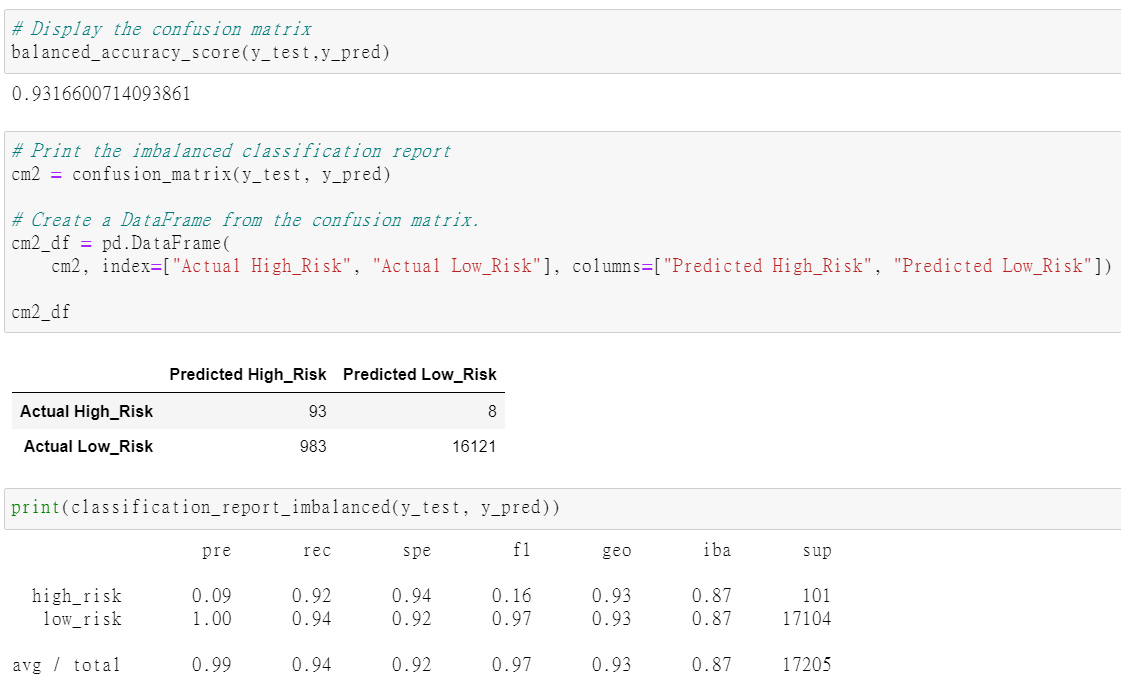 # Display the confusion matrix
balanced_accuracy_score(y_test,y_pred)
0.9316600714093861
# Print the imbalanced classification report
cm2 = confusion_matrix(y_test, y_pred)
# Create a DataFrame from the confusion matrix.
cm2_df = pd.DataFrame(
    cm2, index=["Actual High_Risk", "Actual Low_Risk"], columns=["Predicted High_Risk", "Predicted Low_Risk"])
cm2_df
Predicted High_Risk Predicted Low_Risk
Actual High_Risk 93 8
Actual Low_Risk 983 16121
print(classification_report_imbalanced(y_test, y_pred))
pre rec spe f1 geo iba sup
high_risk 0.09 0.92 0.94 0.16 0.93 0.87 101
low_risk 1.00 0.94 0.92 0.97 0.93 0.87 17104
avg / total 0.99 0.94 0.92 0.97 0.93 0.87 17205